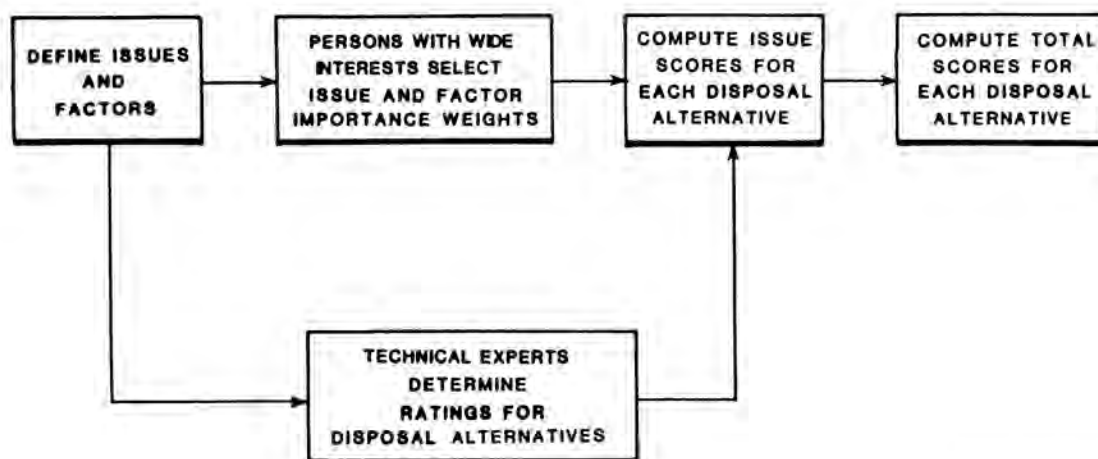 DEFINE ISSUES
AND
FACTORS
PERSONS WITH WIDE
INTERESTS SELECT
ISSUE AND FACTOR
IMPORTANCE WEIGHTS
COMPUTE ISSUE
SCORES FOR
EACH DISPOSAL
ALTERNATIVE
COMPUTE TOTAL
SCORES FOR
EACH DISPOSAL
ALTERNATIVE
TECHNICAL EXPERTS
DETERMINE
RATINGS FOR
DISPOSAL ALTERNATIVES